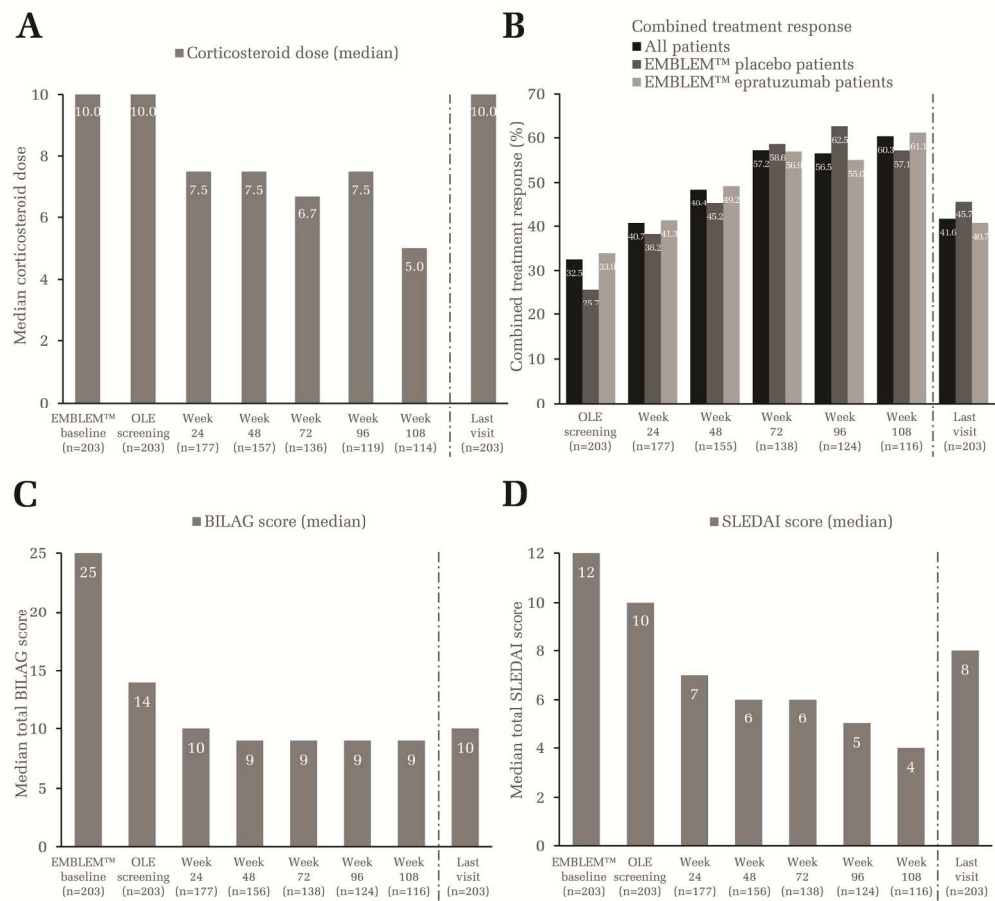 A
Corticosteroid dose (median)
Median corticosteroid dose
10
8
6
4
2
0
10.0
10.0
7.5
7.5
6.7
7.5
5.0
10.0
EMBLEM™ OLE Week Week Week Week Week Last
baseline screening 24 48 72 96 108 visit
(n=203) (n=203) (n=177) (n=157) (n=136) (n=119) (n=114) (n=203)
B
Combined treatment response
All patients
EMBLEM™ placebo patients
EMBLEM™ epratuzumab patients
Combined treatment response (%)
70
60
50
40
30
20
10
0
32.5 25.7 33.9
40.7 38.2 41.3
48.4 45.2 49.2
57.2 58.6 56.9
56.5 62.5 55.0
60.3 57.1 61.1
41.6 45.7 40.7
OLE Week Week Week Week Week Last
screening 24 48 72 96 108 visit
(n=203) (n=177) (n=155) (n=138) (n=124) (n=116) (n=203)
C
BILAG score (median)
Median total BILAG score
25
20
15
10
5
0
25
14
10
9
9
9
9
10
EMBLEM™ OLE Week Week Week Week Week Last
baseline screening 24 48 72 96 108 visit
(n=203) (n=203) (n=177) (n=156) (n=138) (n=124) (n=116) (n=203)
D
SLEDAI score (median)
Median total SLEDAI score
12
10
8
6
4
2
0
12
10
7
6
6
5
4
8
EMBLEM™ OLE Week Week Week Week Week Last
baseline screening 24 48 72 96 108 visit
(n=203) (n=203) (n=177) (n=156) (n=138) (n=124) (n=116) (n=203)